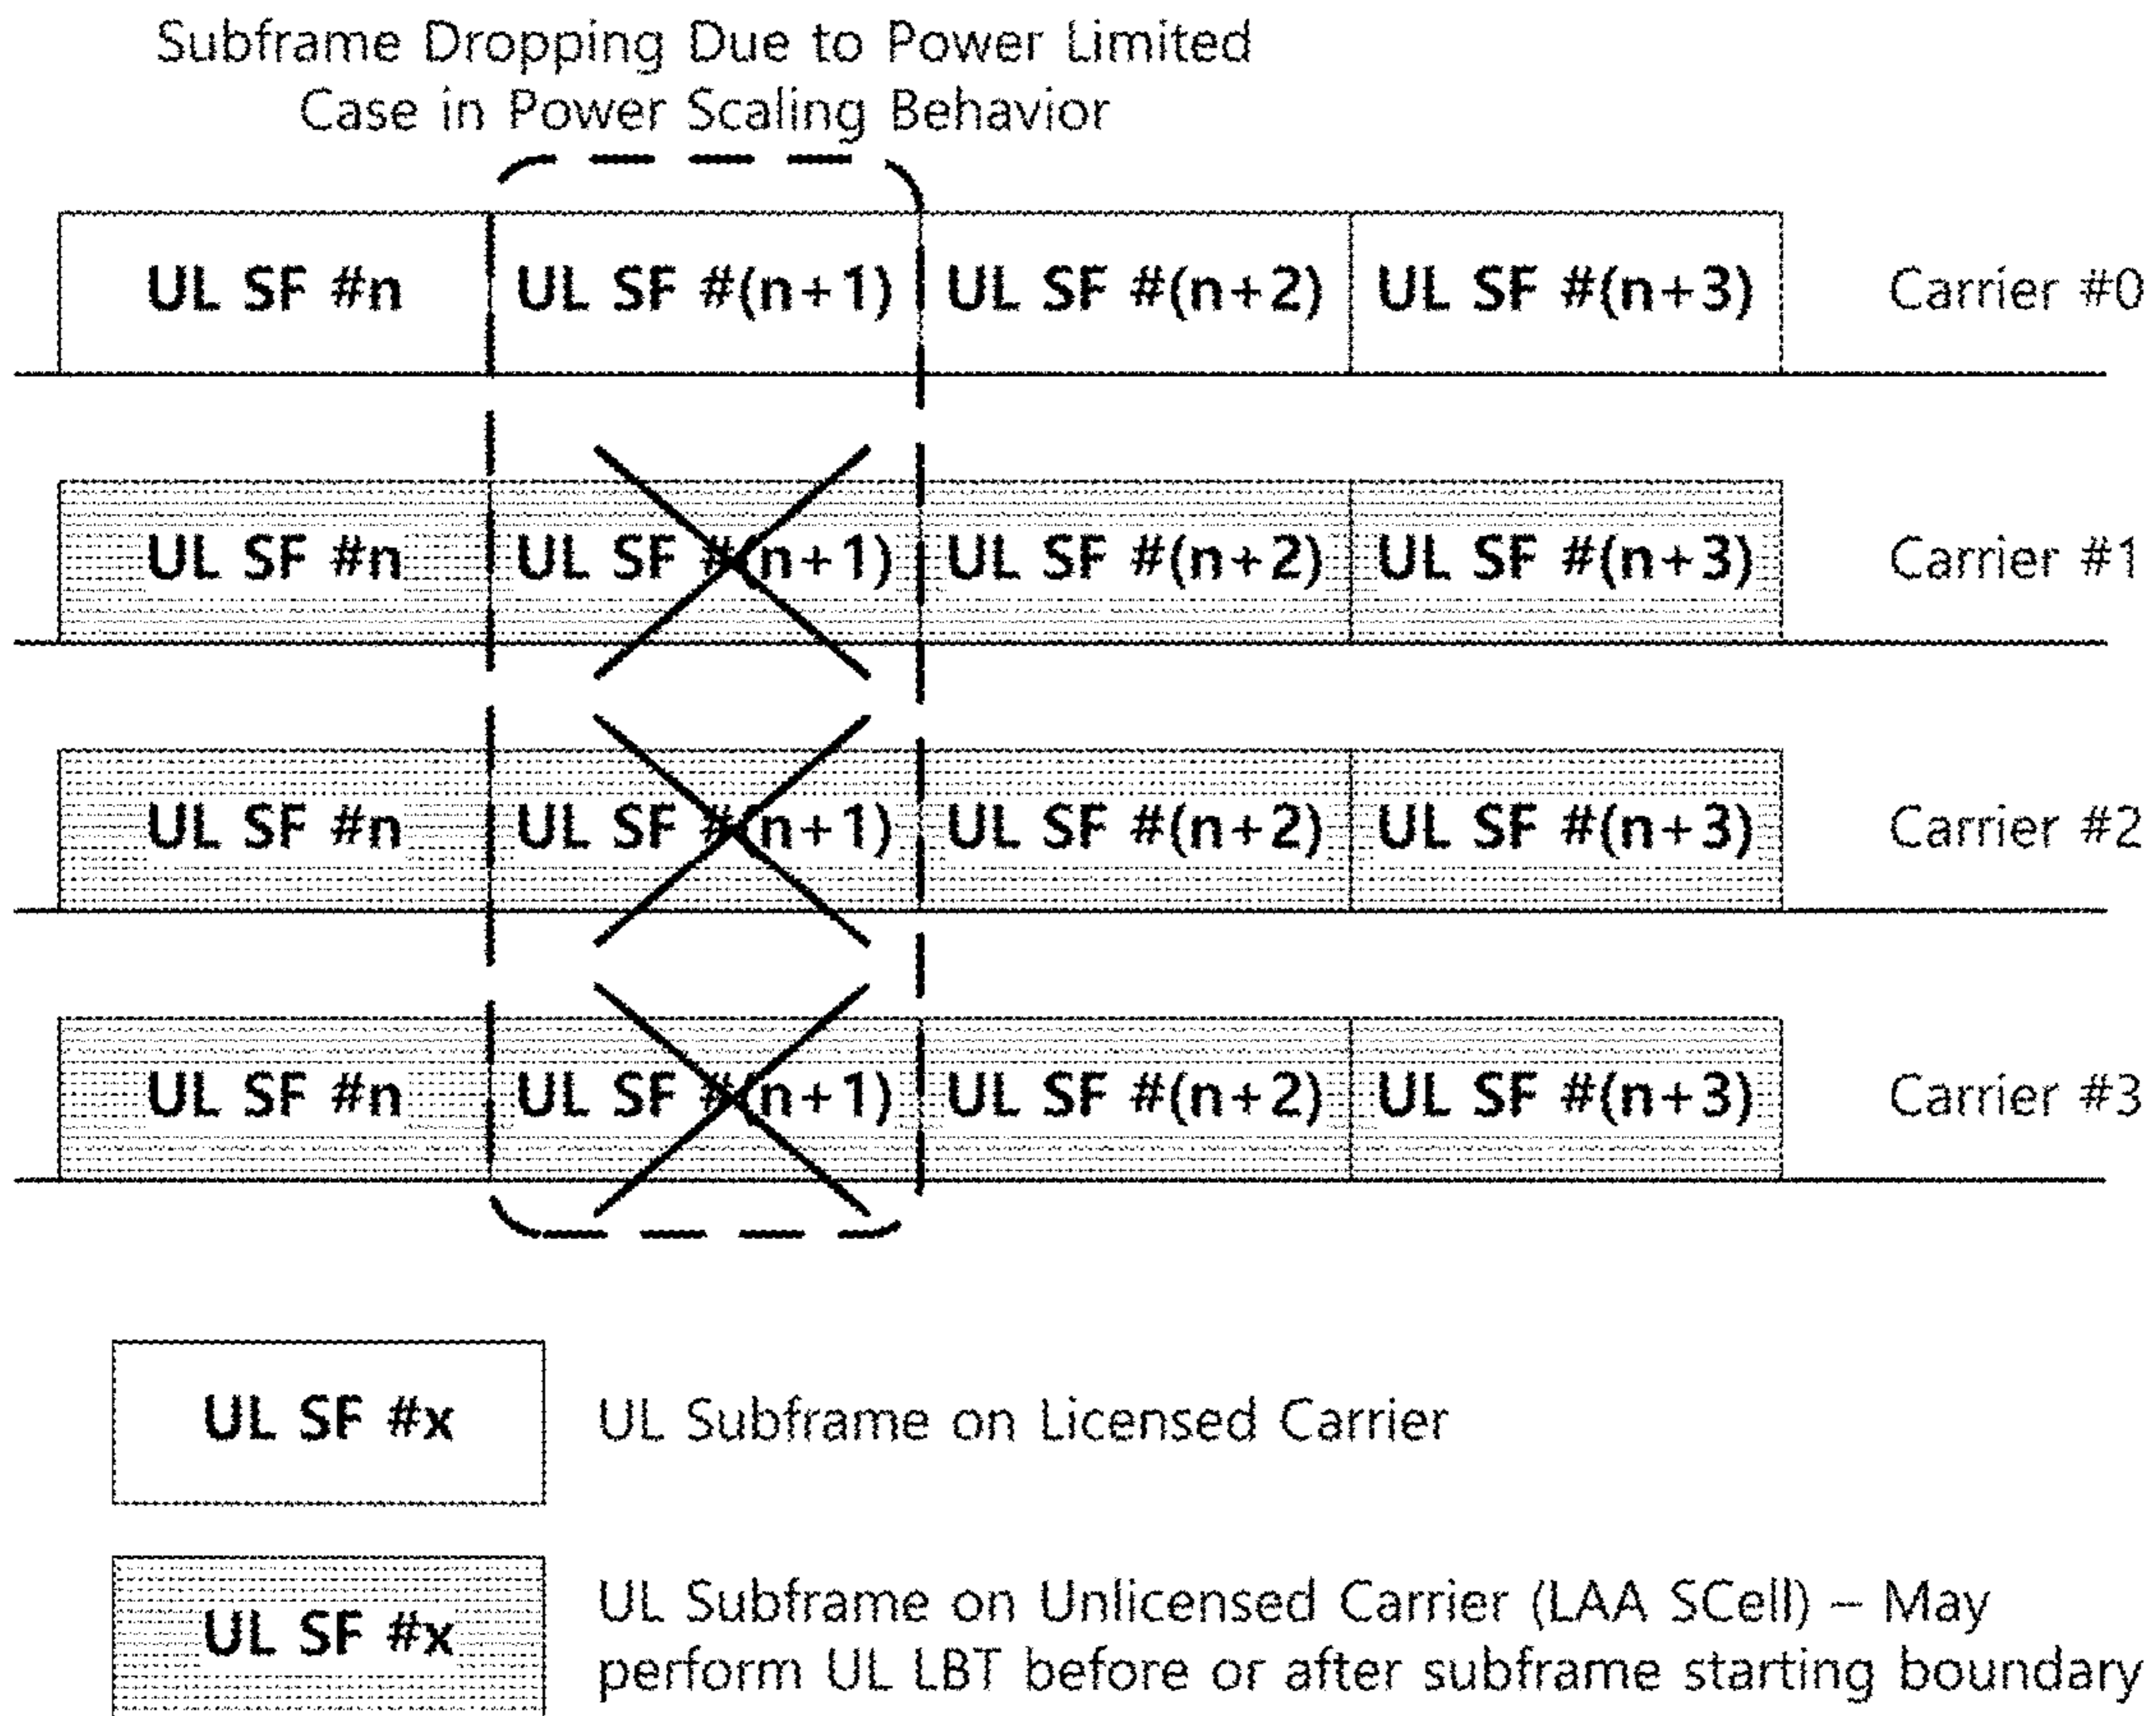 Subframe Dropping Due to Power Limited
Case in Power Scaling Behavior
UL SF #n UL SF #(n+1) UL SF #(n+2) UL SF #(n+3) Carrier #0
UL SF #n UL SF #(n+1) UL SF #(n+2) UL SF #(n+3) Carrier #1
UL SF #n UL SF #(n+1) UL SF #(n+2) UL SF #(n+3) Carrier #2
UL SF #n UL SF #(n+1) UL SF #(n+2) UL SF #(n+3) Carrier #3
UL SF #x UL Subframe on Licensed Carrier
UL SF #x UL Subframe on Unlicensed Carrier (LAA SCell) – May
perform UL LBT before or after subframe starting boundary